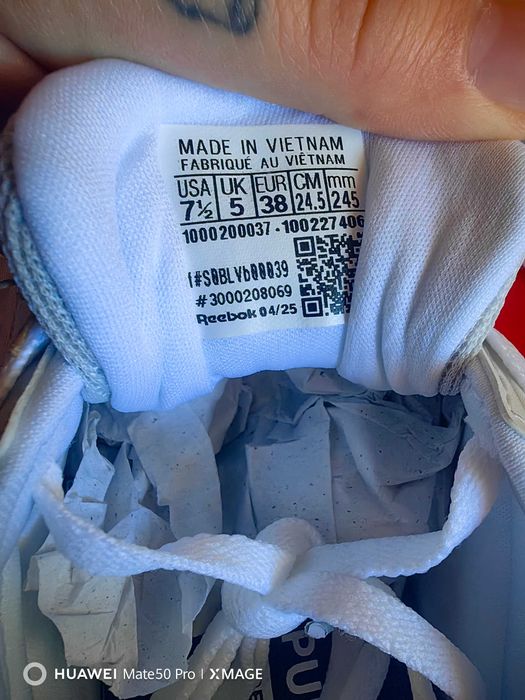 MADE IN VIETNAM
FABRIQUÉ AU VIÊTNAM
USA UK EUR CM mm
7½ 5 38 24.5 245
1000200037-100227406
f#S0BLVb00039
#3000208069
Reebok 04/25
PU
HUAWEI Mate50 Pro | XMAGE